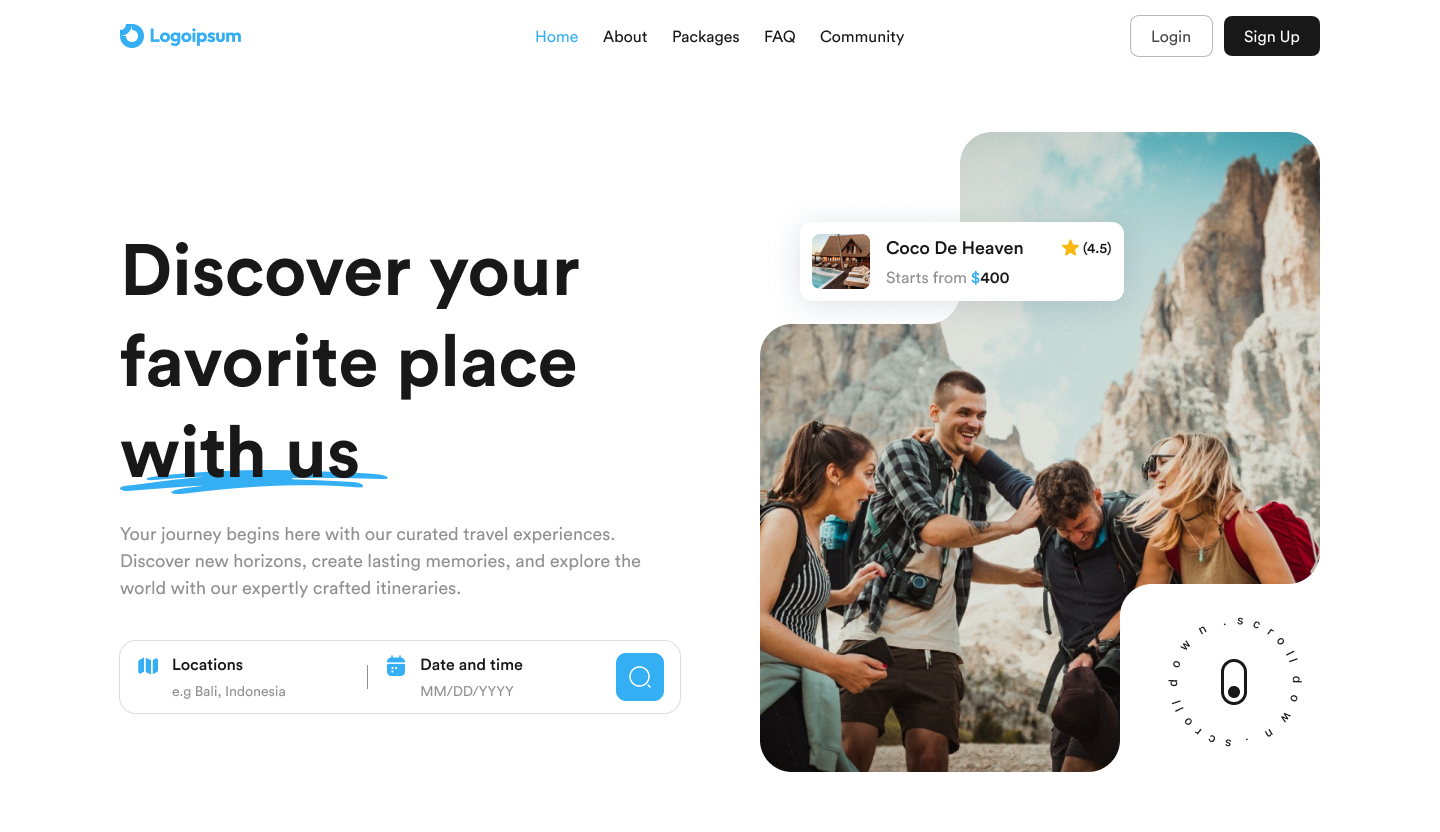 Logoipsum
Home About Packages FAQ Community
Login
Sign Up
Discover your
favorite place
with us
Your journey begins here with our curated travel experiences.
Discover new horizons, create lasting memories, and explore the
world with our expertly crafted itineraries.
Locations
e.g Bali, Indonesia
Date and time
MM/DD/YYYY
Coco De Heaven
(4.5)
Starts from $400
. scroll down . scroll down